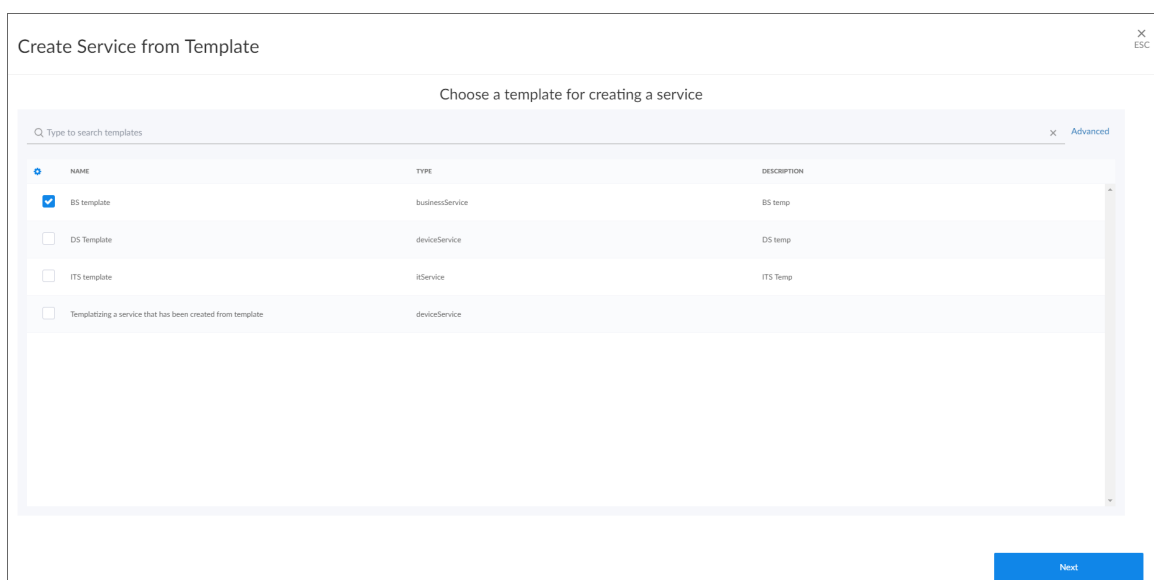 Create Service from Template
ESC
Choose a template for creating a service
Type to search templates
Advanced
NAME TYPE DESCRIPTION
BS template businessService BS temp
DS Template deviceService DS temp
ITS template itService ITS Temp
Templatizing a service that has been created from template deviceService
Next